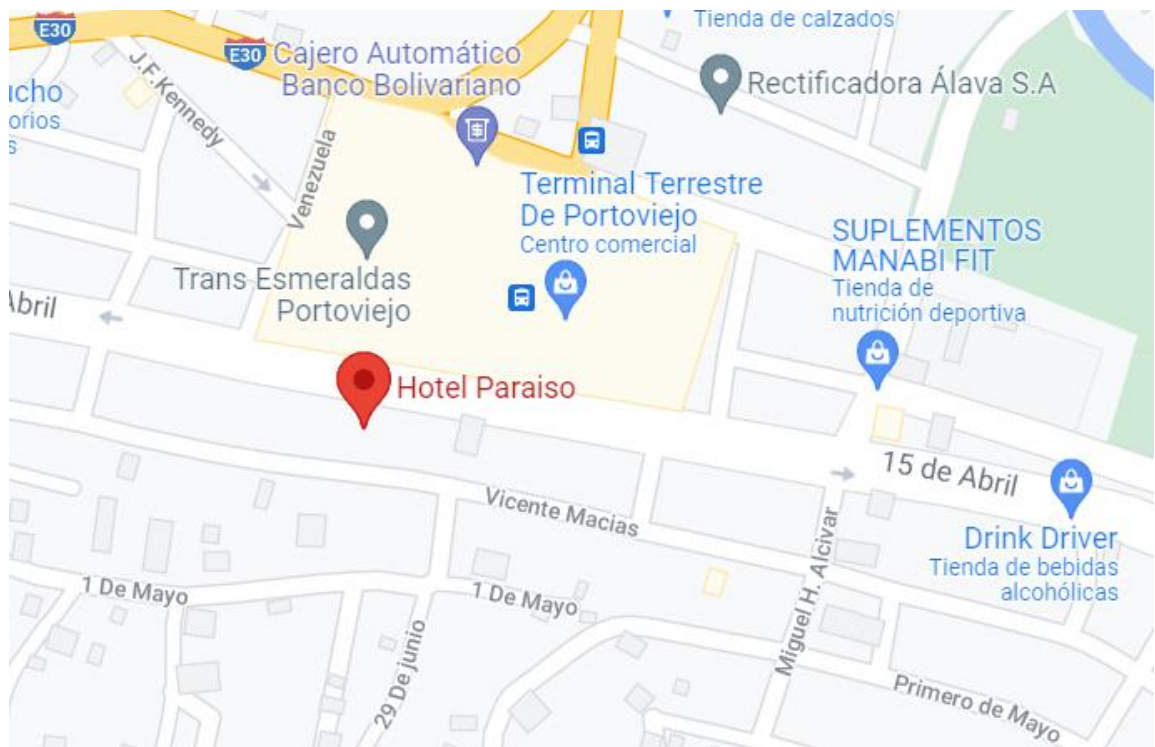 E30
E30
Cajero Automático
Banco Bolivariano
Tienda de calzados
Rectificadora Álava S.A
J.F.Kennedy
Venezuela
Terminal Terrestre
De Portoviejo
Centro comercial
SUPLEMENTOS
MANABI FIT
Tienda de
nutrición deportiva
Trans Esmeraldas
Portoviejo
Abril
Hotel Paraiso
15 de Abril
Vicente Macias
Miguel H. Alcivar
Drink Driver
Tienda de bebidas
alcohólicas
1 De Mayo
1 De Mayo
29 De junio
Primero de Mayo